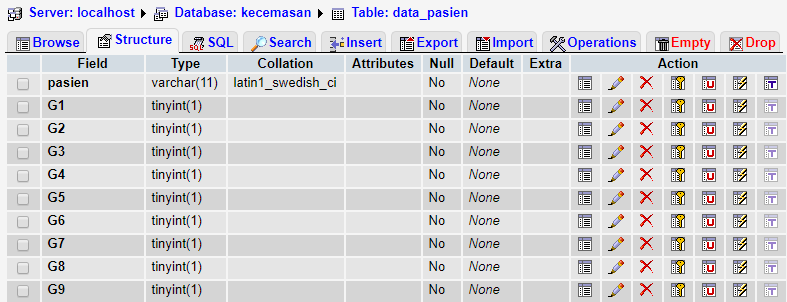 Server: localhost ▸ Database: kecemasan ▸ Table: data_pasien
Browse Structure SQL Search Insert Export Import Operations Empty Drop
Field Type Collation Attributes Null Default Extra Action
pasien varchar(11) latin1_swedish_ci No None
G1 tinyint(1) No None
G2 tinyint(1) No None
G3 tinyint(1) No None
G4 tinyint(1) No None
G5 tinyint(1) No None
G6 tinyint(1) No None
G7 tinyint(1) No None
G8 tinyint(1) No None
G9 tinyint(1) No None